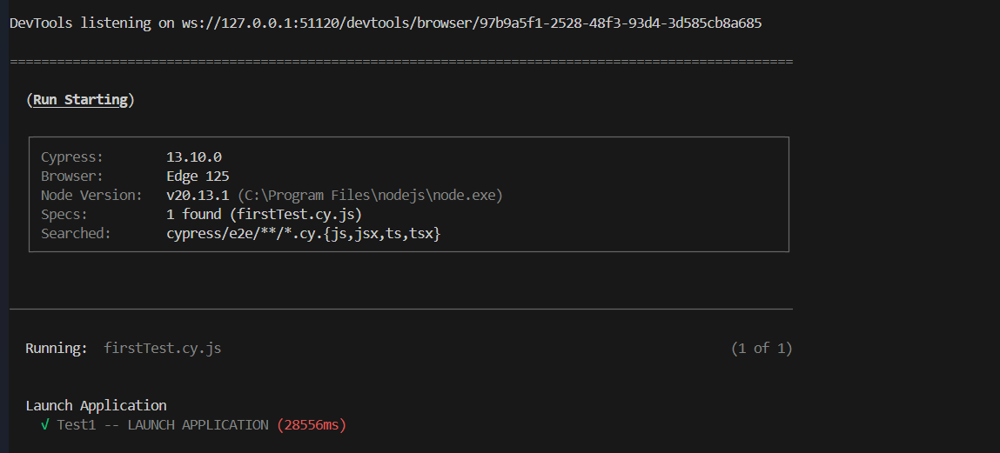 DevTools listening on ws://127.0.0.1:51120/devtools/browser/97b9a5f1-2528-48f3-93d4-3d585cb8a685
====================================================================================================
(Run Starting)
Cypress: 13.10.0
Browser: Edge 125
Node Version: v20.13.1 (C:\Program Files\nodejs\node.exe)
Specs: 1 found (firstTest.cy.js)
Searched: cypress/e2e/**/*.cy.{js,jsx,ts,tsx}
Running: firstTest.cy.js (1 of 1)
Launch Application
√ Test1 -- LAUNCH APPLICATION (28556ms)